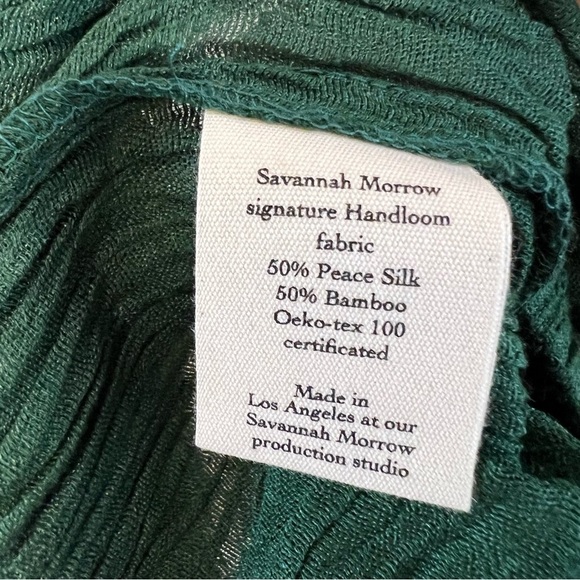 Savannah Morrow
signature Handloom
fabric
50% Peace Silk
50% Bamboo
Oeko-tex 100
certificated
Made in
Los Angeles at our
Savannah Morrow
production studio